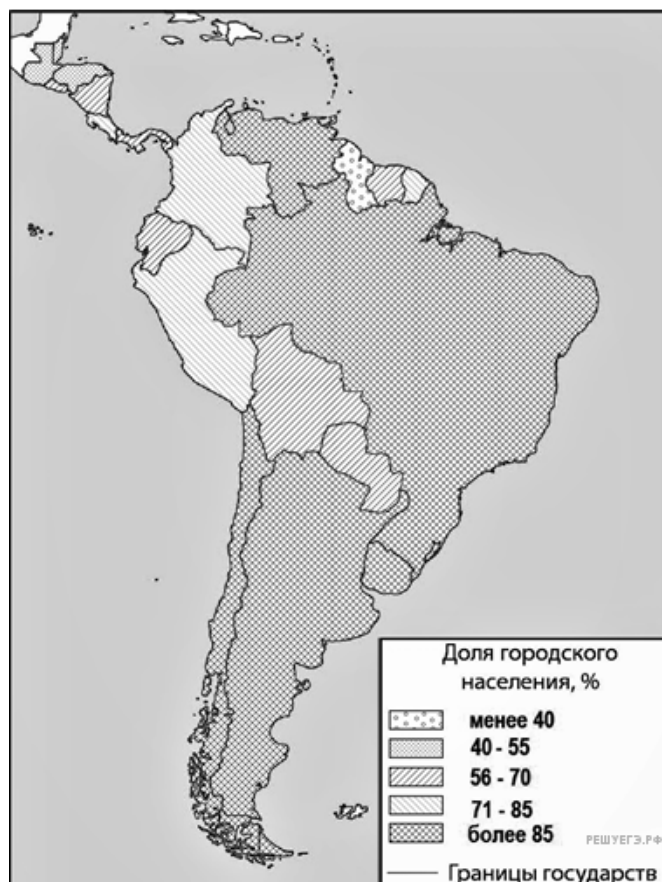 Доля городского
населения, %
менее 40
40 - 55
56 - 70
71 - 85
более 85
РЕШУЕГЭ.РФ
Границы государств